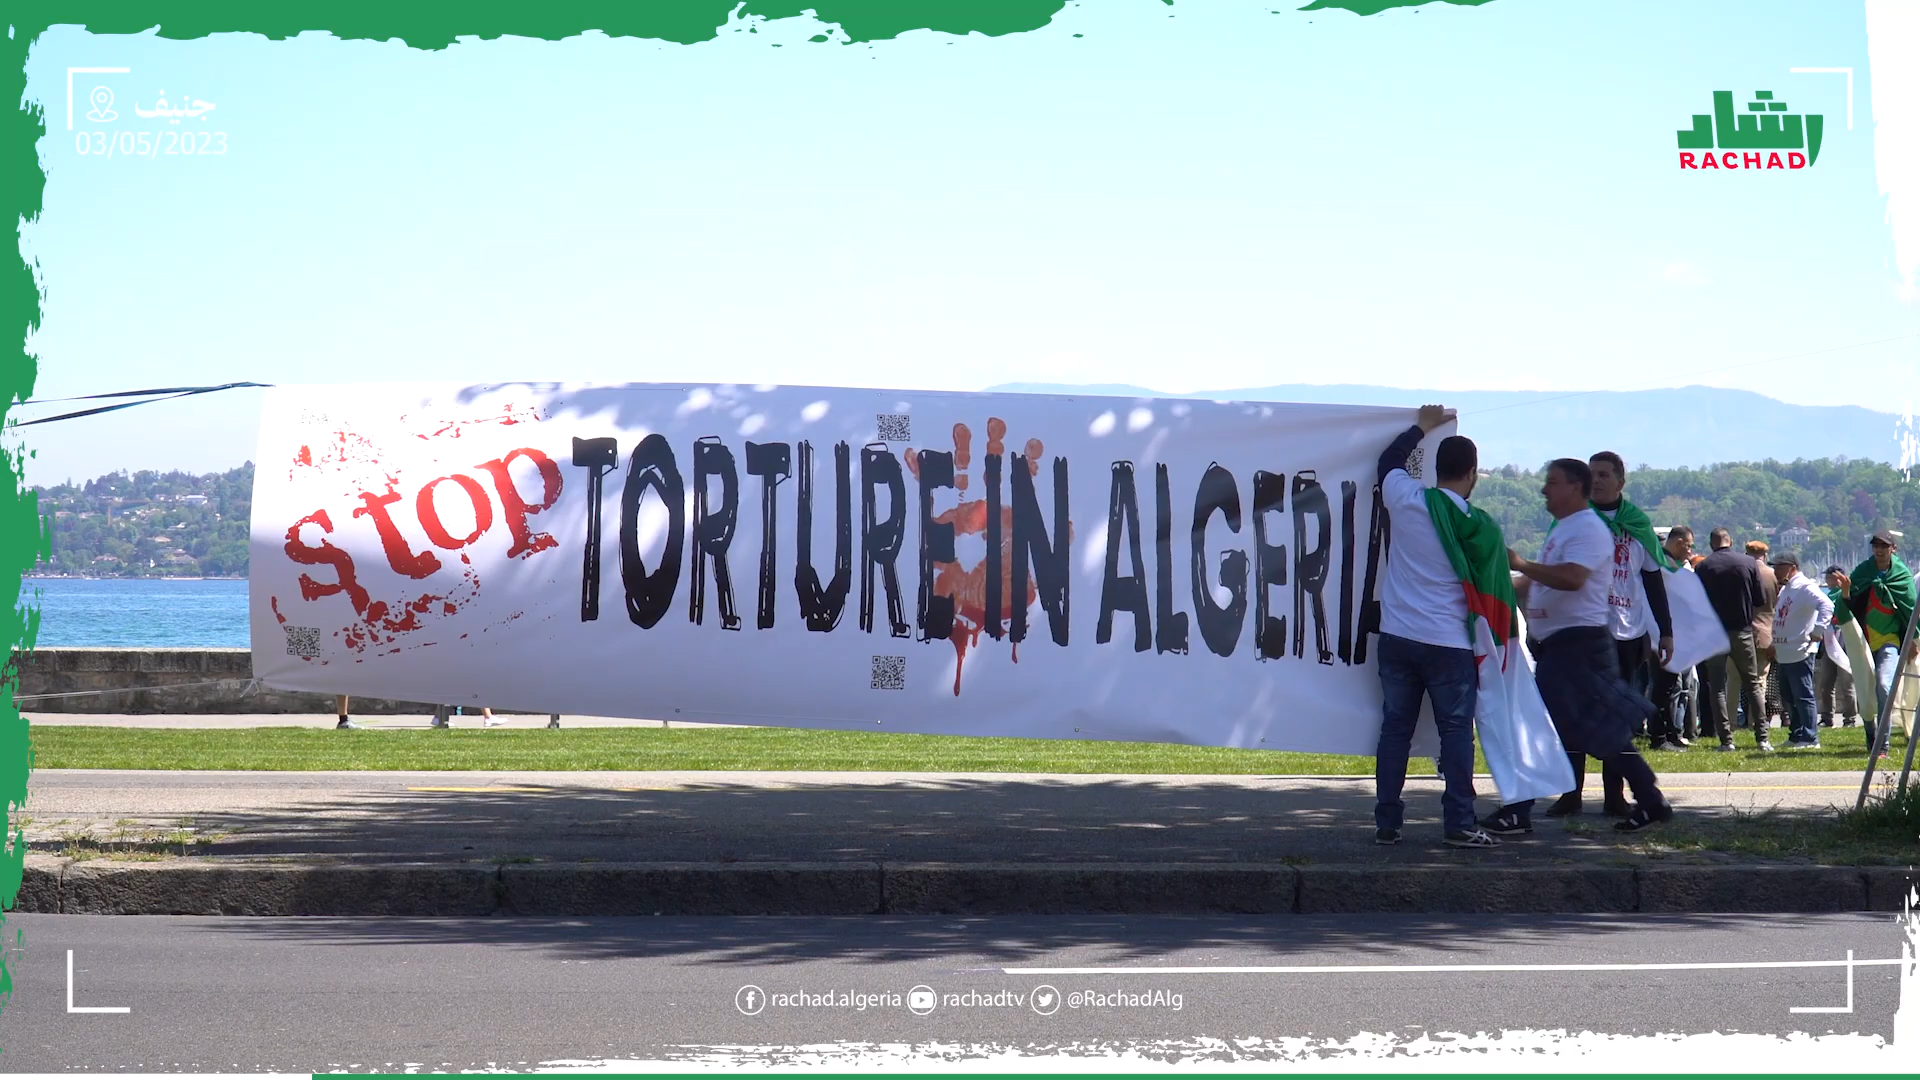 جنيف
03/05/2023
رشاد
RACHAD
Stop TORTURE IN ALGERIA
rachad.algeria rachadtv @RachadAlg